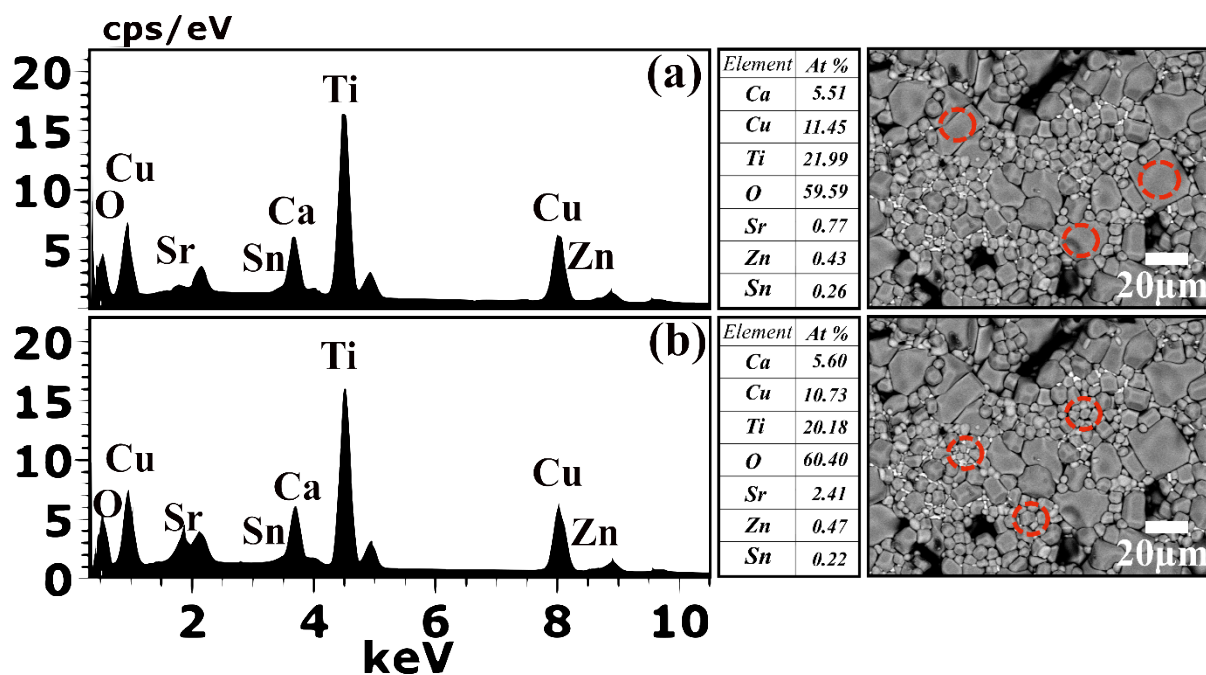 cps/eV
20
15
10
5
(a)
O
Cu
Sr
Sn
Ca
Ti
Cu
Zn
Element At %
Ca 5.51
Cu 11.45
Ti 21.99
O 59.59
Sr 0.77
Zn 0.43
Sn 0.26
20µm
20
15
10
5
0
(b)
O
Cu
Sr
Sn
Ca
Ti
Cu
Zn
2 4 6 8 10
keV
Element At %
Ca 5.60
Cu 10.73
Ti 20.18
O 60.40
Sr 2.41
Zn 0.47
Sn 0.22
20µm